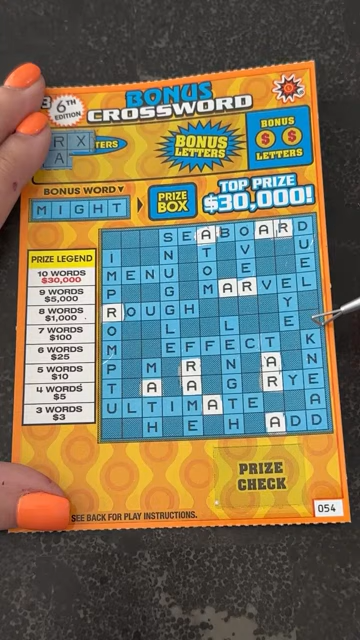 $3
6TH
EDITION
BONUS
CROSSWORD
R X
A
BONUS
LETTERS
BONUS
$ $
LETTERS
BONUS WORD
MIGHT
PRIZE
BOX
TOP PRIZE
$30,000!
PRIZE LEGEND
10 WORDS
$30,000
9 WORDS
$5,000
8 WORDS
$1,000
7 WORDS
$100
6 WORDS
$25
5 WORDS
$10
4 WORDS
$5
3 WORDS
$3
SEABOARD
I N T V U
MENU O E E
P G MARVEL
ROUGH Y
O L L E
M EFFECT K
P M R N A N
T A A G RYE
ULTIMATE A
H E H ADD
PRIZE
CHECK
SEE BACK FOR PLAY INSTRUCTIONS.
054